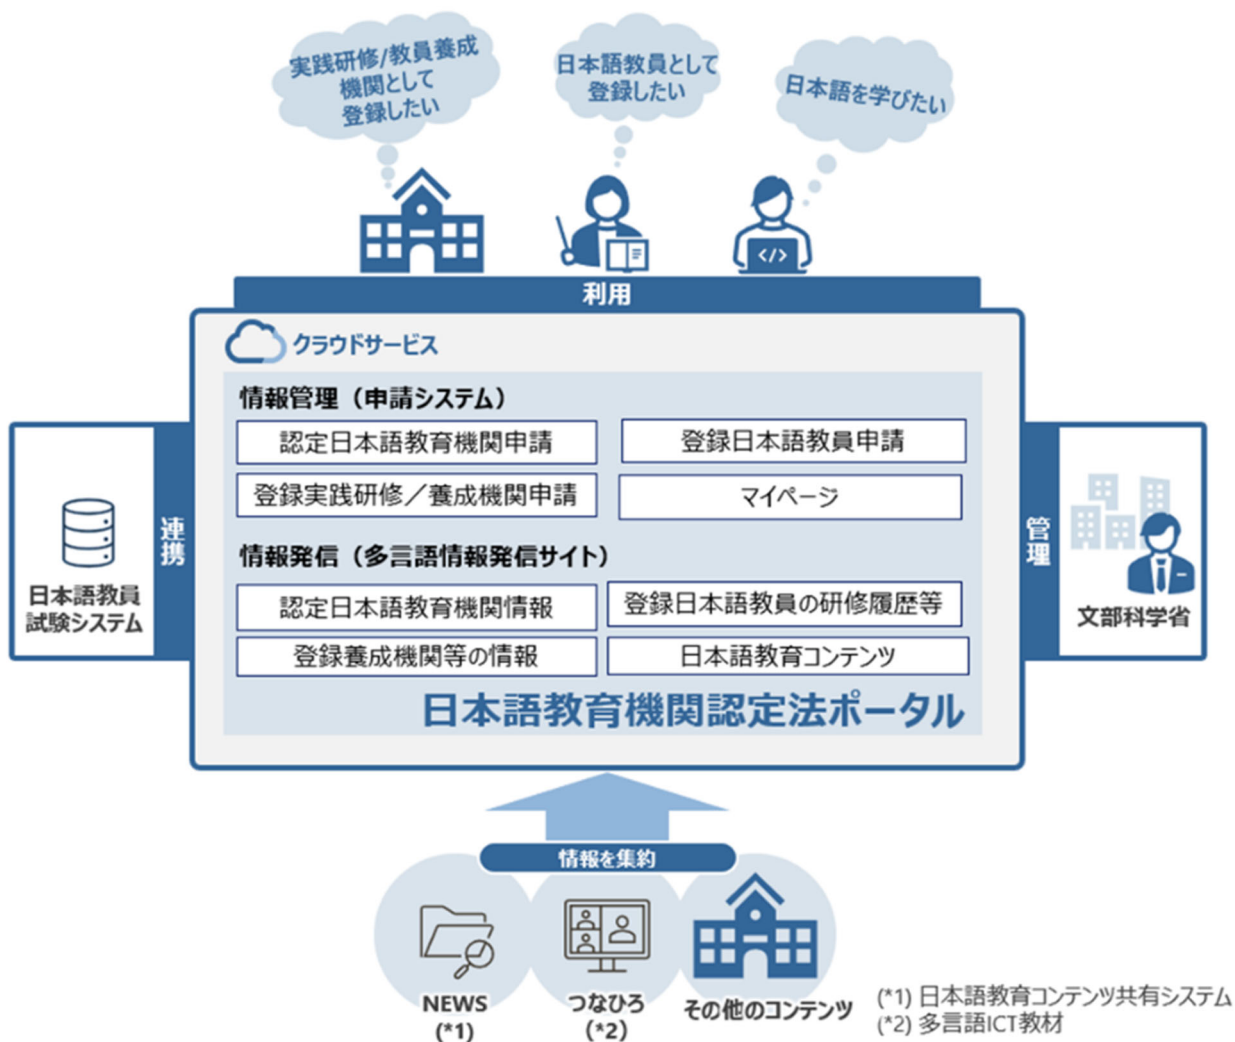 実践研修/教員養成
機関として
登録したい
日本語教員として
登録したい
日本語を学びたい
</>
利用
クラウドサービス
情報管理（申請システム）
認定日本語教育機関申請
登録日本語教員申請
登録実践研修／養成機関申請
マイページ
情報発信（多言語情報発信サイト）
認定日本語教育機関情報
登録日本語教員の研修履歴等
登録養成機関等の情報
日本語教育コンテンツ
日本語教育機関認定法ポータル
連携
日本語教員
試験システム
管理
文部科学省
情報を集約
NEWS
(*1)
つなひろ
(*2)
その他のコンテンツ
(*1) 日本語教育コンテンツ共有システム
(*2) 多言語ICT教材